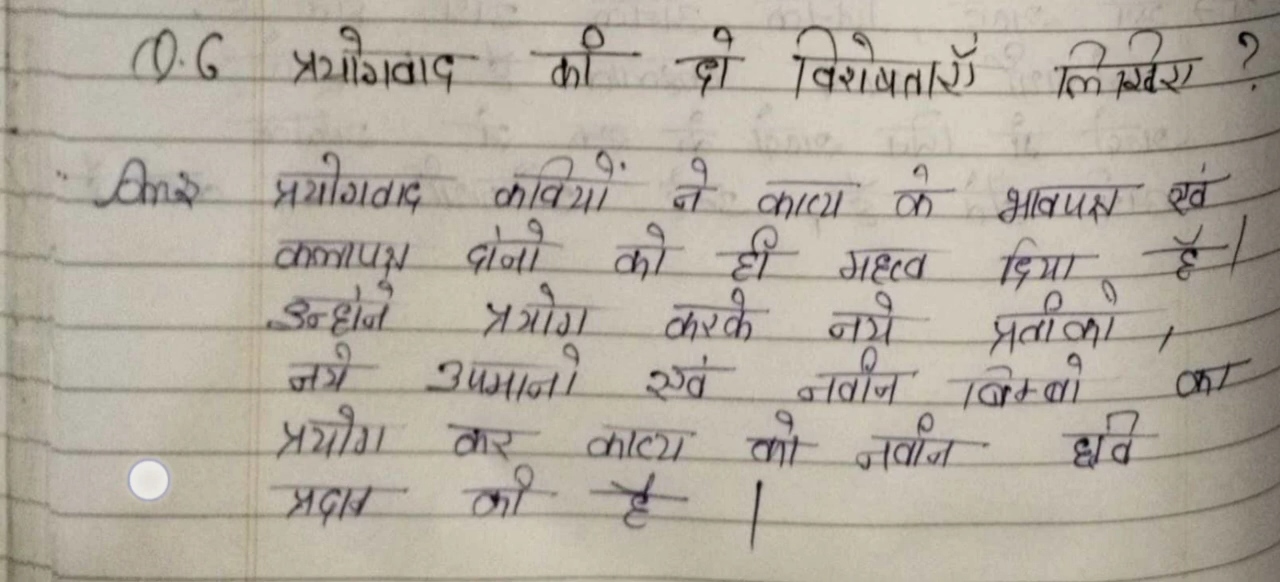 Q.6 प्रयोगवाद की दो विशेषताएँ लिखिए ?
Ans प्रयोगवाद कवियों ने काव्य के भावपक्ष एवं
कलापक्ष दोनो को ही महत्व दिया है।
उन्होने प्रयोग करके नये प्रतीको ,
नये उपमानो एवं नवीन बिम्बो का
प्रयोग कर काव्य को नवीन छवि
प्रदान की है ।